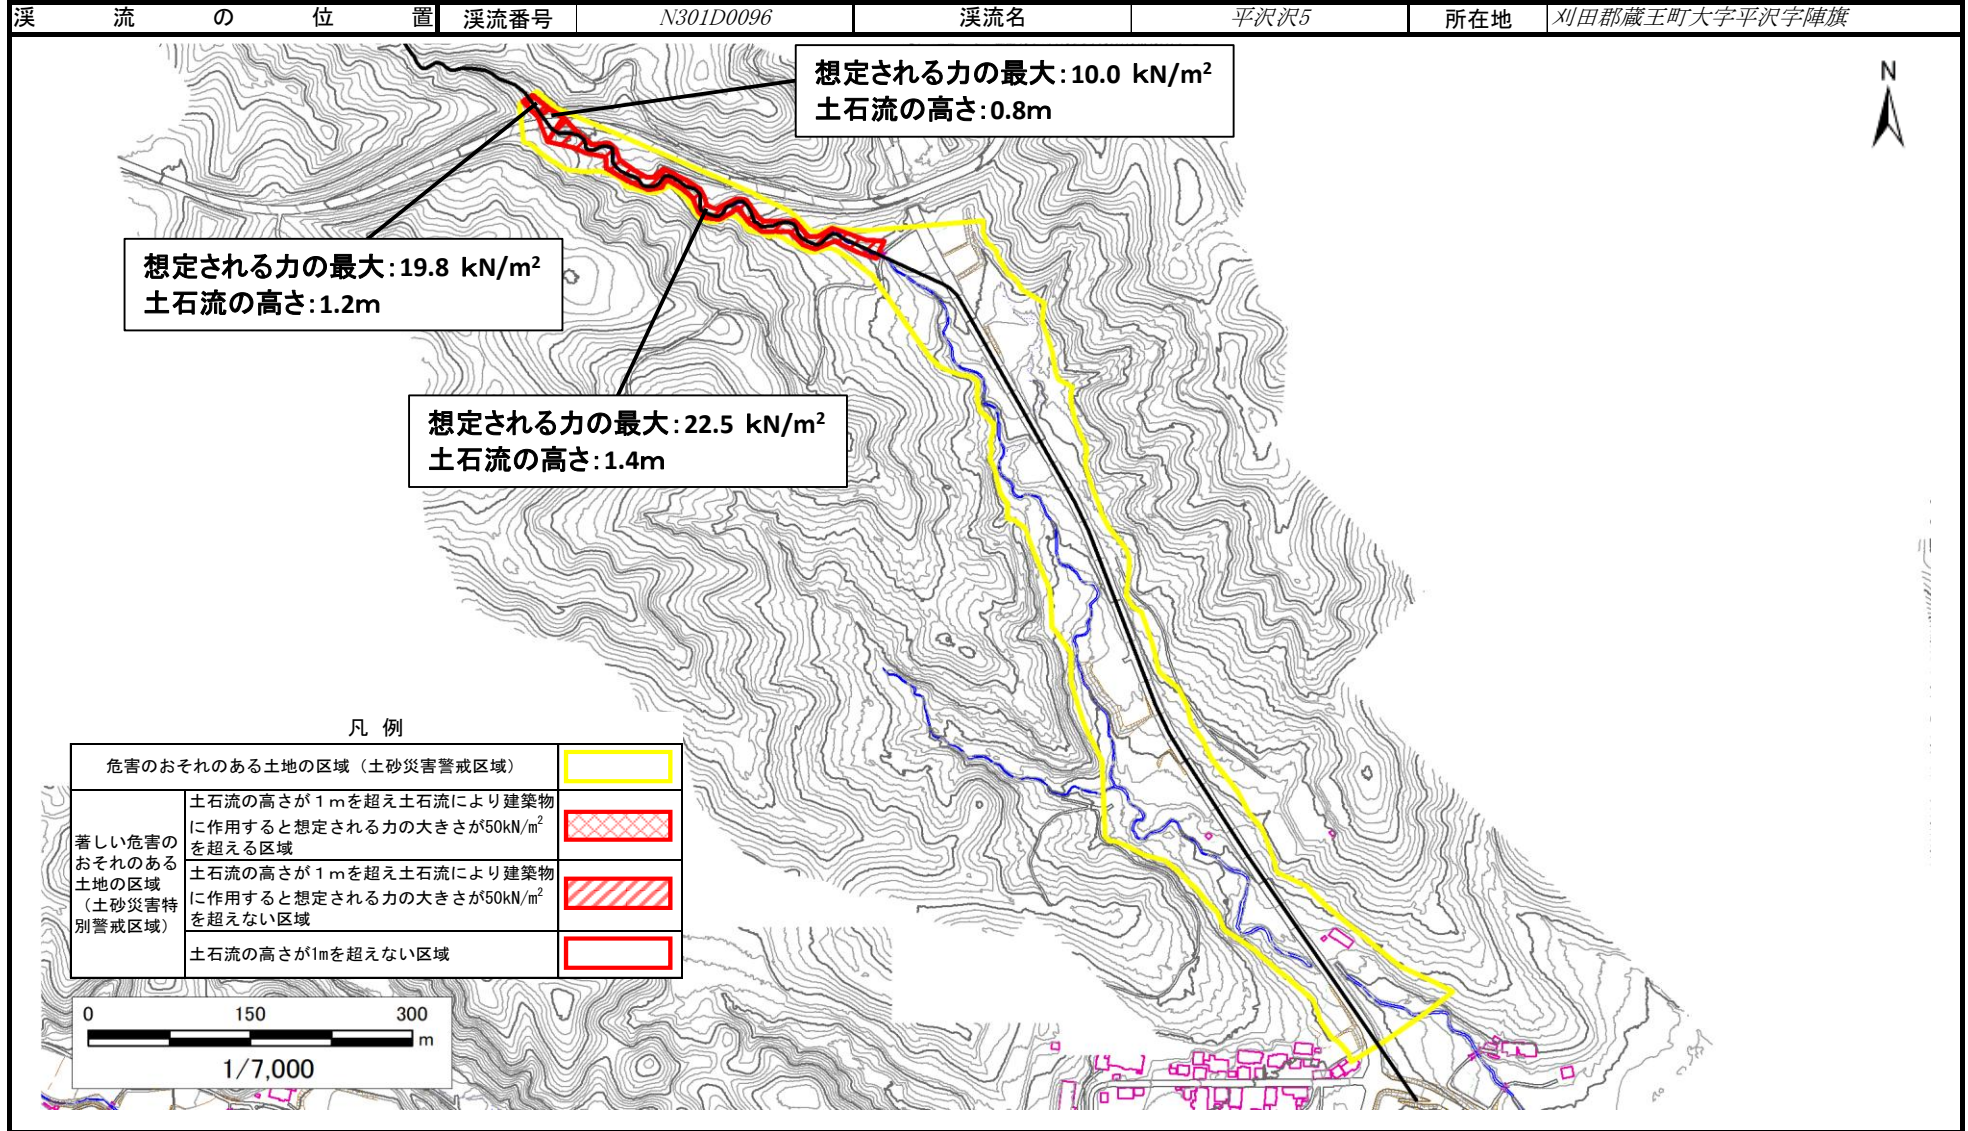 渓流の位置 渓流番号 N301D0096 渓流名 平沢沢5 所在地 刈田郡蔵王町大字平沢字陣旗
想定される力の最大:10.0 kN/m²
土石流の高さ:0.8m
N
想定される力の最大:19.8 kN/m²
土石流の高さ:1.2m
想定される力の最大:22.5 kN/m²
土石流の高さ:1.4m
凡 例
危害のおそれのある土地の区域(土砂災害警戒区域)
著しい危害の
おそれのある
土地の区域
(土砂災害特
別警戒区域)
土石流の高さが1mを超え土石流により建築物
に作用すると想定される力の大きさが50kN/㎡
を超える区域
土石流の高さが1mを超え土石流により建築物
に作用すると想定される力の大きさが50kN/㎡
を超えない区域
土石流の高さが1mを超えない区域
0 150 300
m
1/7,000